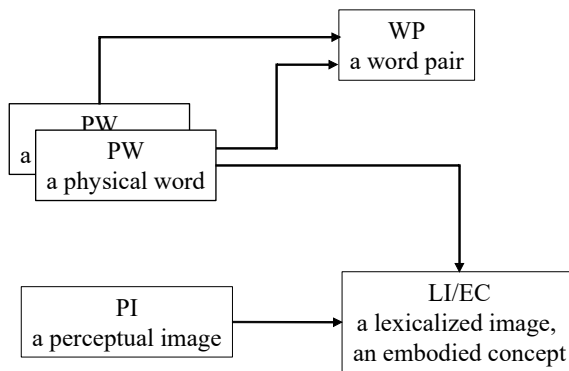 WP
a word pair
PW
a
PW
a physical word
LI/EC
a lexicalized image,
an embodied concept
PI
a perceptual image